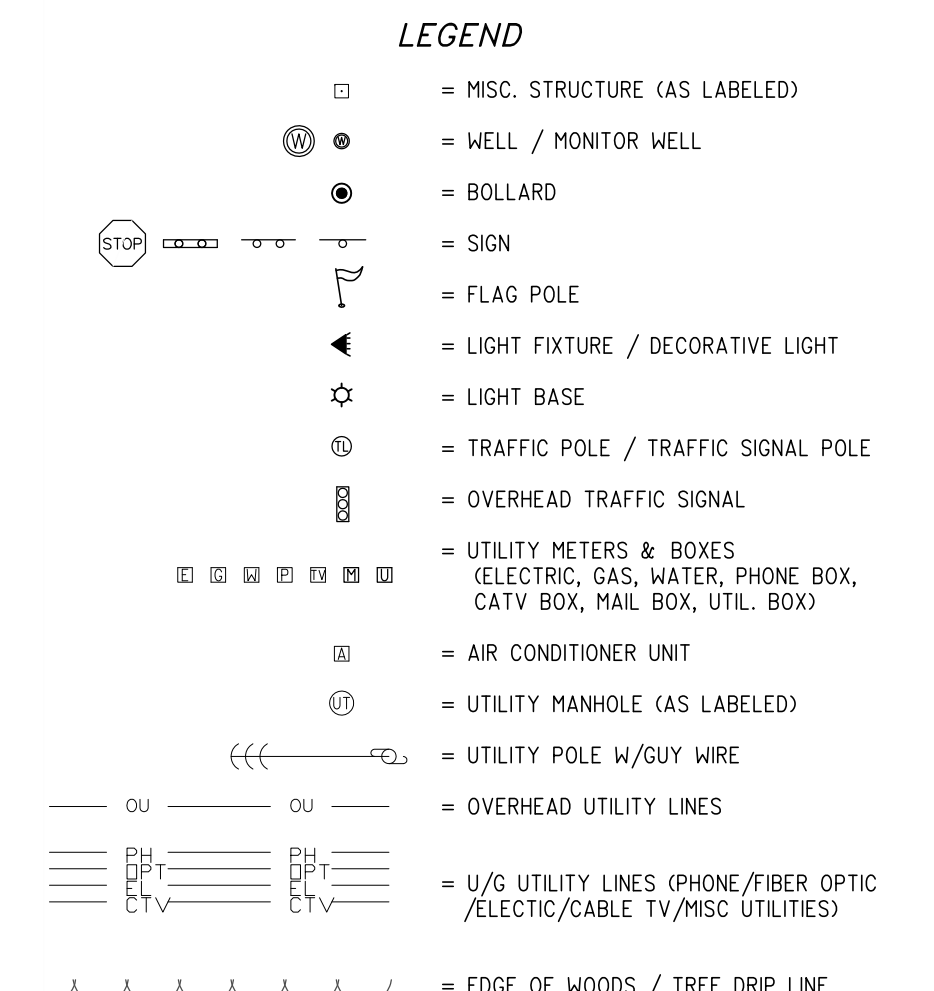 LEGEND
= MISC. STRUCTURE (AS LABELED)
W W = WELL / MONITOR WELL
= BOLLARD
STOP = SIGN
= FLAG POLE
= LIGHT FIXTURE / DECORATIVE LIGHT
= LIGHT BASE
TL = TRAFFIC POLE / TRAFFIC SIGNAL POLE
= OVERHEAD TRAFFIC SIGNAL
= UTILITY METERS & BOXES
E G W P TV M U (ELECTRIC, GAS, WATER, PHONE BOX,
CATV BOX, MAIL BOX, UTIL. BOX)
A = AIR CONDITIONER UNIT
UT = UTILITY MANHOLE (AS LABELED)
= UTILITY POLE W/GUY WIRE
OU OU = OVERHEAD UTILITY LINES
PH PH
OPT OPT
EL EL = U/G UTILITY LINES (PHONE/FIBER OPTIC
CTV CTV /ELECTIC/CABLE TV/MISC UTILITIES)
= EDGE OF WOODS / TREE DRIP LINE